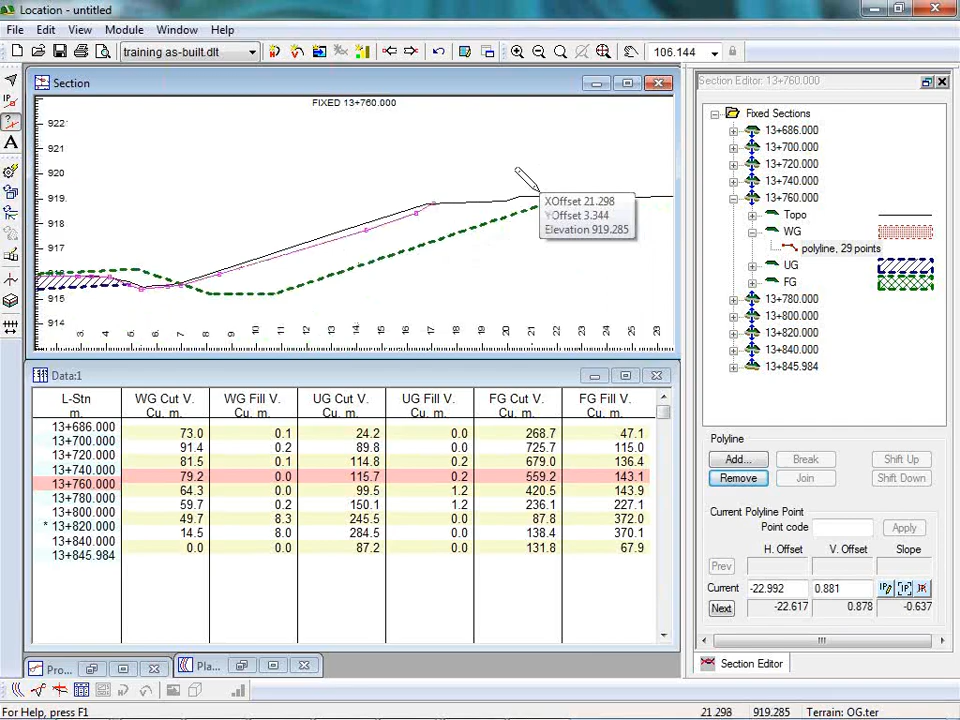 Location - untitled
File Edit View Module Window Help
training as-built.dlt
106.144
Section
FIXED 13+760.000
922
921
920
919
918
917
916
915
914
3. 4. 5. 6. 7 8 9 10 11 12 13 14 15 16 17 18 19 20 21 22 23 24 25 26
XOffset 21.298
YOffset 3.344
Elevation 919.285
Data:1
L-Stn WG Cut V. WG Fill V. UG Cut V. UG Fill V. FG Cut V. FG Fill V.
m. Cu. m. Cu. m. Cu. m. Cu. m. Cu. m. Cu. m.
13+686.000
73.0 0.1 24.2 0.0 268.7 47.1
13+700.000
91.4 0.2 89.8 0.0 725.7 115.0
13+720.000
81.5 0.1 114.8 0.2 679.0 136.4
13+740.000
79.2 0.0 115.7 0.2 559.2 143.1
13+760.000
64.3 0.0 99.5 1.2 420.5 143.9
13+780.000
59.7 0.2 150.1 1.2 236.1 227.1
13+800.000
49.7 8.3 245.5 0.0 87.8 372.0
* 13+820.000
14.5 8.0 284.5 0.0 138.4 370.1
13+840.000
0.0 0.0 87.2 0.0 131.8 67.9
13+845.984
Pro...
Pla...
Section Editor: 13+760.000
Fixed Sections
13+686.000
13+700.000
13+720.000
13+740.000
13+760.000
Topo
WG
polyline, 29 points
UG
FG
13+780.000
13+800.000
13+820.000
13+840.000
13+845.984
Polyline
Add... Break Shift Up
Remove Join Shift Down
Current Polyline Point
Point code Apply
H. Offset V. Offset Slope
Prev
Current -22.992 0.881
Next -22.617 0.878 -0.637
Section Editor
For Help, press F1
21.298 919.285 Terrain: OG.ter